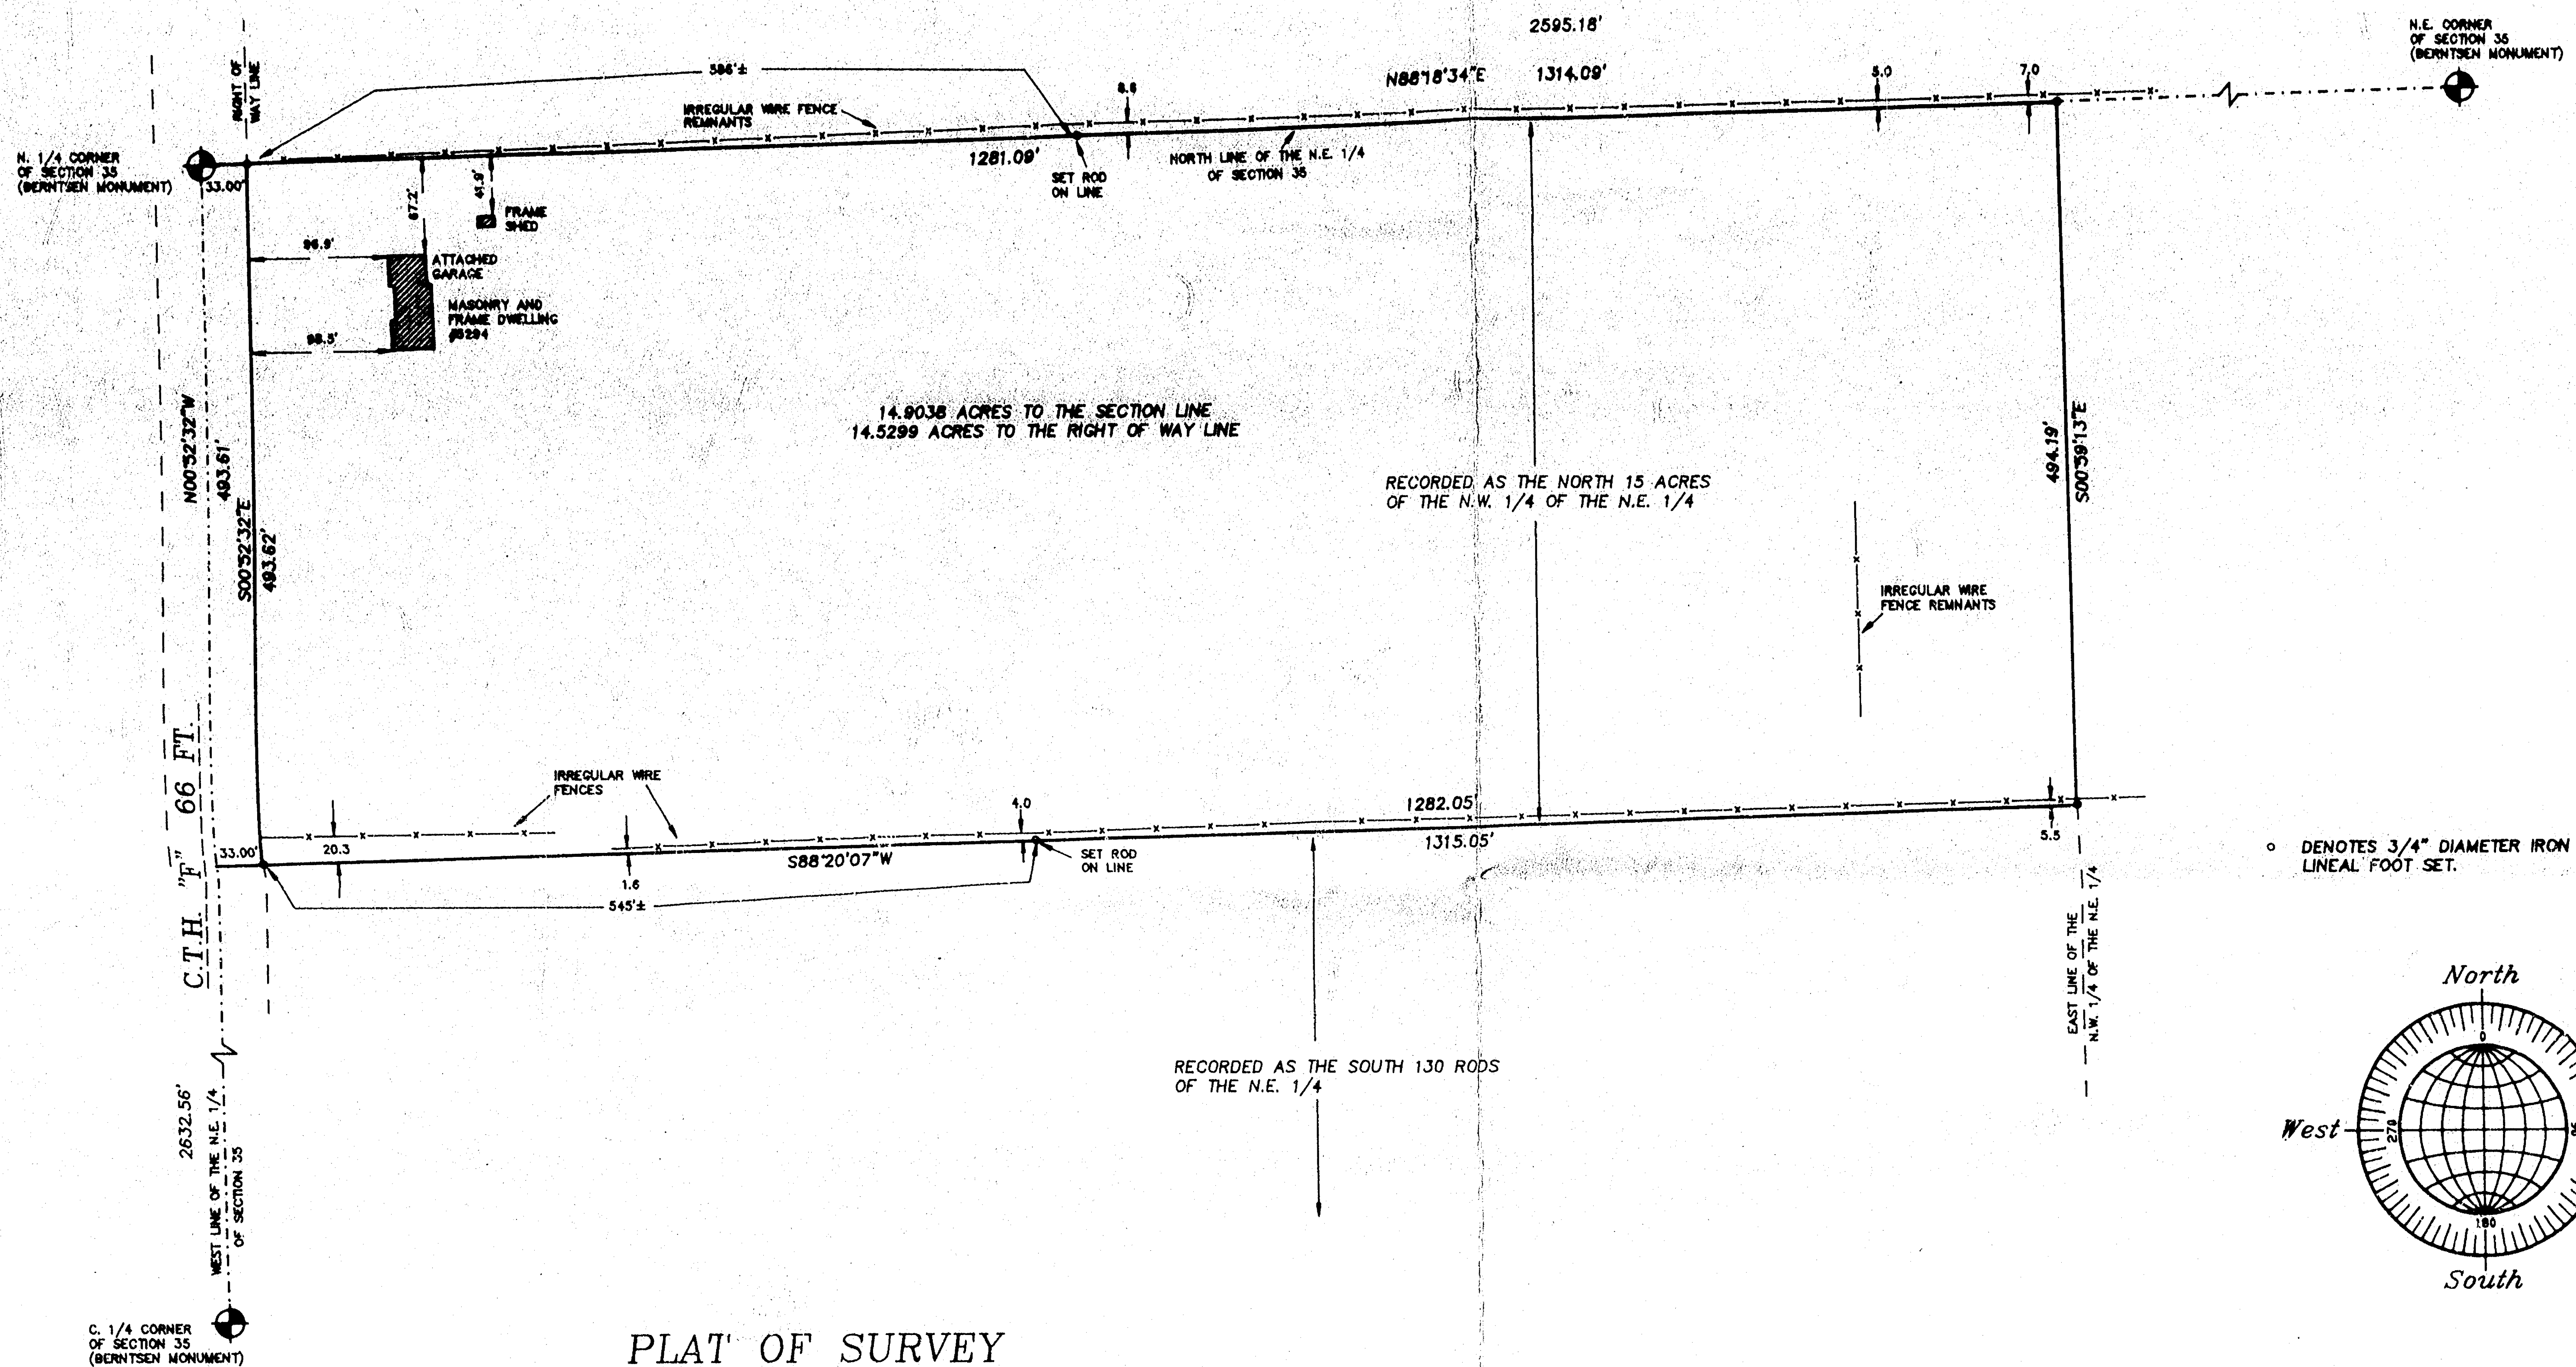 2595.18'
N.E. CORNER
OF SECTION 35
(BERNTSEN MONUMENT)
RIGHT OF
WAY LINE
586'±
N88°18'34"E 1314.09'
5.0
7.0
8.8
IRREGULAR WIRE FENCE
REMNANTS
N. 1/4 CORNER
OF SECTION 35
(BERNTSEN MONUMENT)
33.00'
1281.09'
NORTH LINE OF THE N.E. 1/4
OF SECTION 35
SET ROD
ON LINE
67.2'
41.9'
FRAME
SHED
96.9'
ATTACHED
GARAGE
MASONRY AND
FRAME DWELLING
98.5'
14.9038 ACRES TO THE SECTION LINE
14.5299 ACRES TO THE RIGHT OF WAY LINE
N00°52'32"W
493.61'
S00°52'32"E
493.62'
RECORDED AS THE NORTH 15 ACRES
OF THE N.W. 1/4 OF THE N.E. 1/4
494.19'
S00°59'13"E
IRREGULAR WIRE
FENCE REMNANTS
C.T.H. "F" 66 FT.
IRREGULAR WIRE
FENCES
4.0
1282.05'
33.00'
20.3
S88°20'07"W
SET ROD
ON LINE
1315.05'
5.5
1.6
545'±
DENOTES 3/4" DIAMETER IRON
LINEAL FOOT SET.
EAST LINE OF THE
N.W. 1/4 OF THE N.E. 1/4
RECORDED AS THE SOUTH 130 RODS
OF THE N.E. 1/4
2632.56'
WEST LINE OF THE N.E. 1/4
OF SECTION 35
North
0
West
270
180
South
C. 1/4 CORNER
OF SECTION 35
(BERNTSEN MONUMENT)
PLAT OF SURVEY